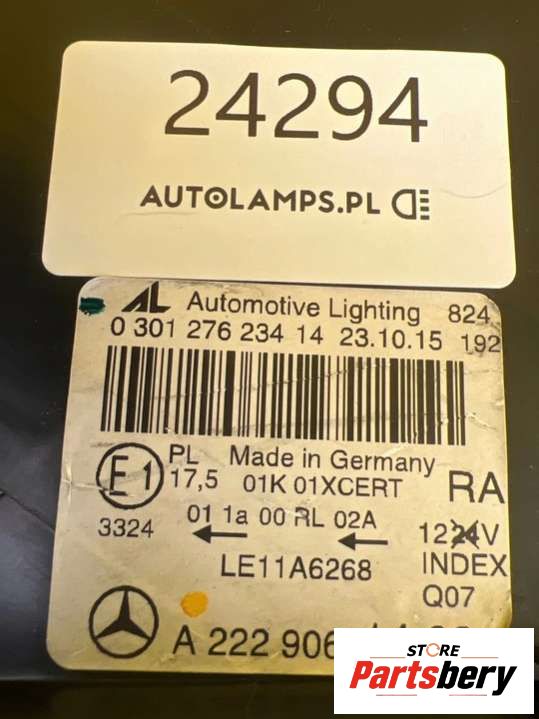 24294
AUTOLAMPS.PL
AL Automotive Lighting 824
0 301 276 234 14 23.10.15 192
E1 PL Made in Germany
17,5 01K 01XCERT RA
3324 01 1a 00 RL 02A 1224V
LE11A6268 INDEX
Q07
A 222 906
STORE
Partsbery